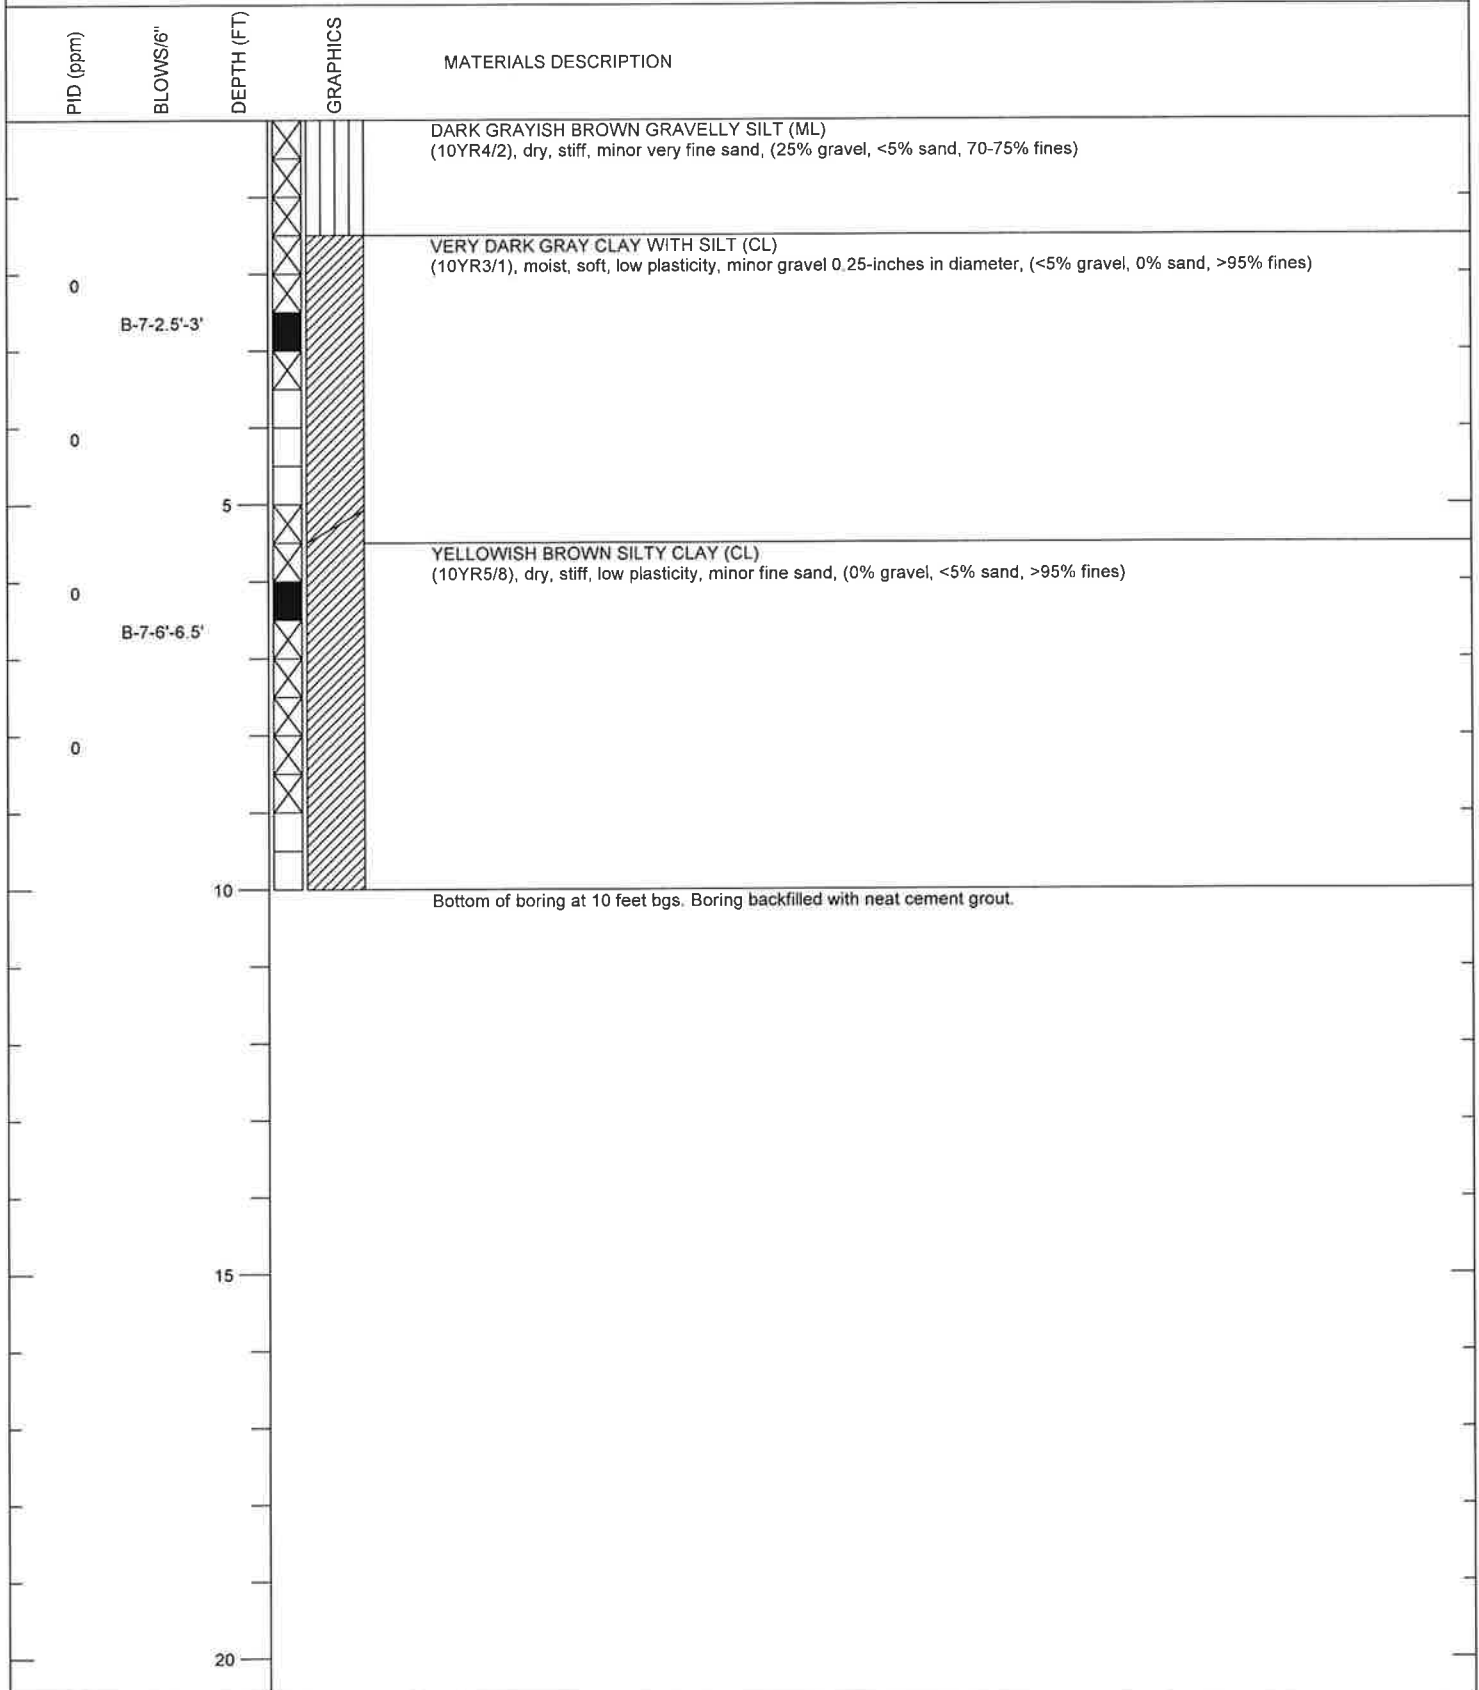 PID (ppm)
BLOWS/6"
DEPTH (FT)
GRAPHICS
MATERIALS DESCRIPTION
DARK GRAYISH BROWN GRAVELLY SILT (ML)
(10YR4/2), dry, stiff, minor very fine sand, (25% gravel, <5% sand, 70-75% fines)
VERY DARK GRAY CLAY WITH SILT (CL)
(10YR3/1), moist, soft, low plasticity, minor gravel 0.25-inches in diameter, (<5% gravel, 0% sand, >95% fines)
0
B-7-2.5'-3'
0
5
YELLOWISH BROWN SILTY CLAY (CL)
(10YR5/8), dry, stiff, low plasticity, minor fine sand, (0% gravel, <5% sand, >95% fines)
0
B-7-6'-6.5'
0
10
Bottom of boring at 10 feet bgs. Boring backfilled with neat cement grout.
15
20